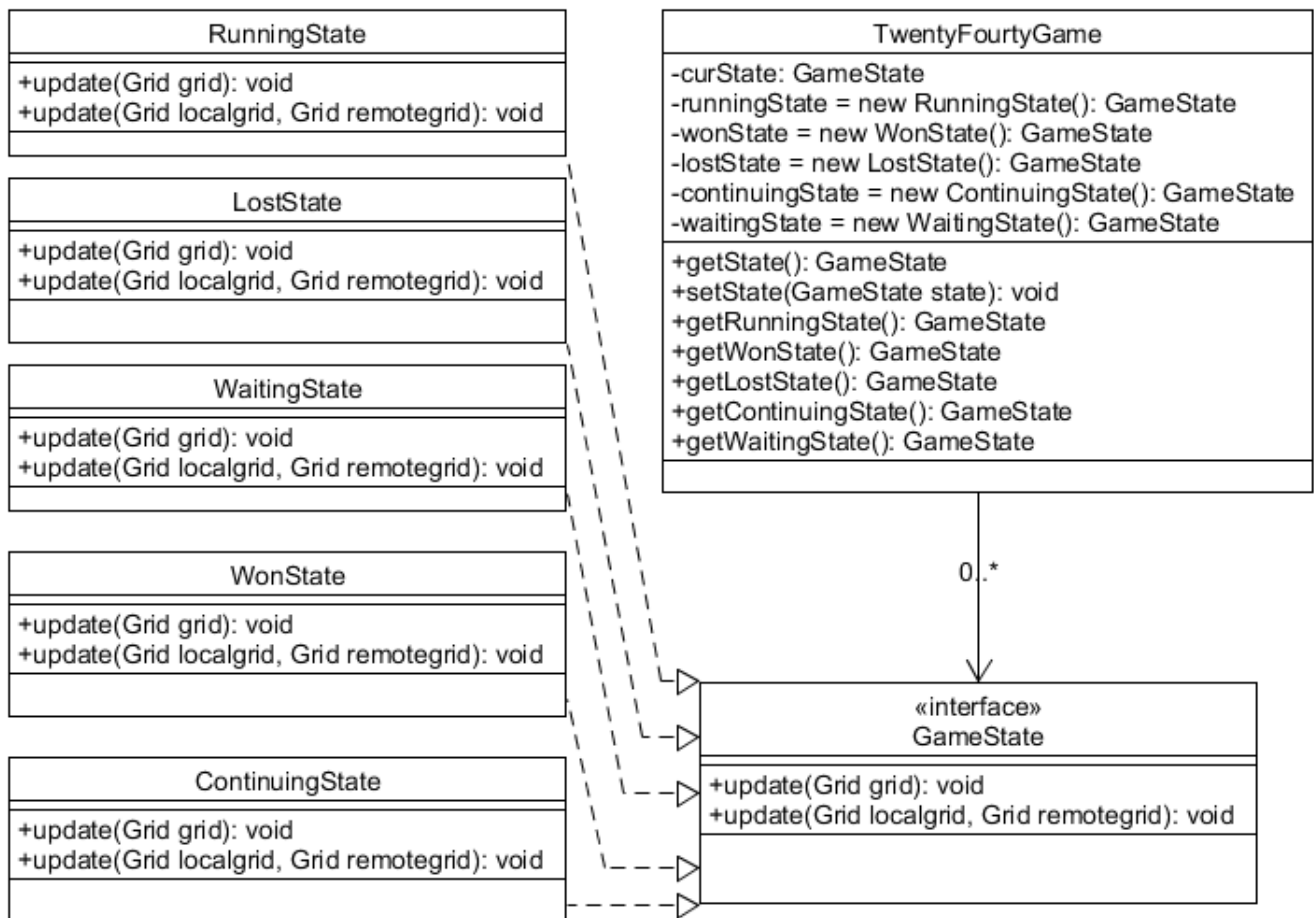 RunningState
+update(Grid grid): void
+update(Grid localgrid, Grid remotegrid): void
LostState
+update(Grid grid): void
+update(Grid localgrid, Grid remotegrid): void
WaitingState
+update(Grid grid): void
+update(Grid localgrid, Grid remotegrid): void
WonState
+update(Grid grid): void
+update(Grid localgrid, Grid remotegrid): void
ContinuingState
+update(Grid grid): void
+update(Grid localgrid, Grid remotegrid): void
TwentyFourtyGame
-curState: GameState
-runningState = new RunningState(): GameState
-wonState = new WonState(): GameState
-lostState = new LostState(): GameState
-continuingState = new ContinuingState(): GameState
-waitingState = new WaitingState(): GameState
+getState(): GameState
+setState(GameState state): void
+getRunningState(): GameState
+getWonState(): GameState
+getLostState(): GameState
+getContinuingState(): GameState
+getWaitingState(): GameState
0..*
«interface»
GameState
+update(Grid grid): void
+update(Grid localgrid, Grid remotegrid): void